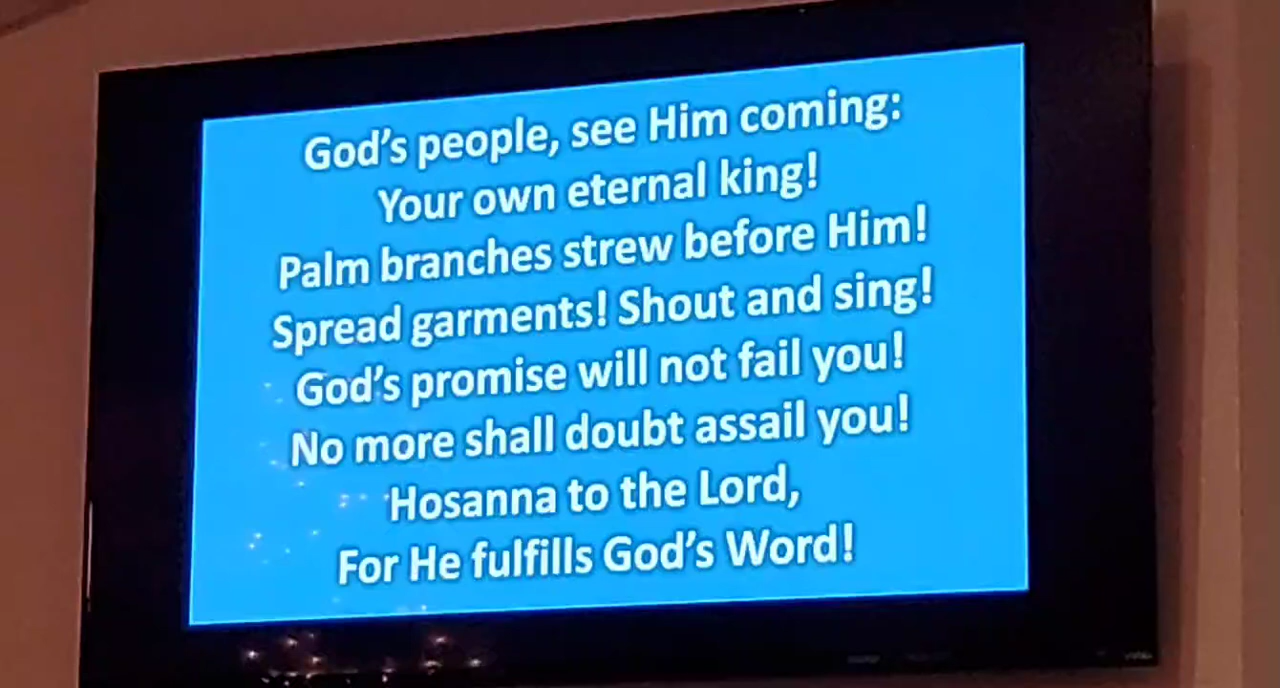 God's people, see Him coming:
Your own eternal king!
Palm branches strew before Him!
Spread garments! Shout and sing!
God's promise will not fail you!
No more shall doubt assail you!
Hosanna to the Lord,
For He fulfills God's Word!